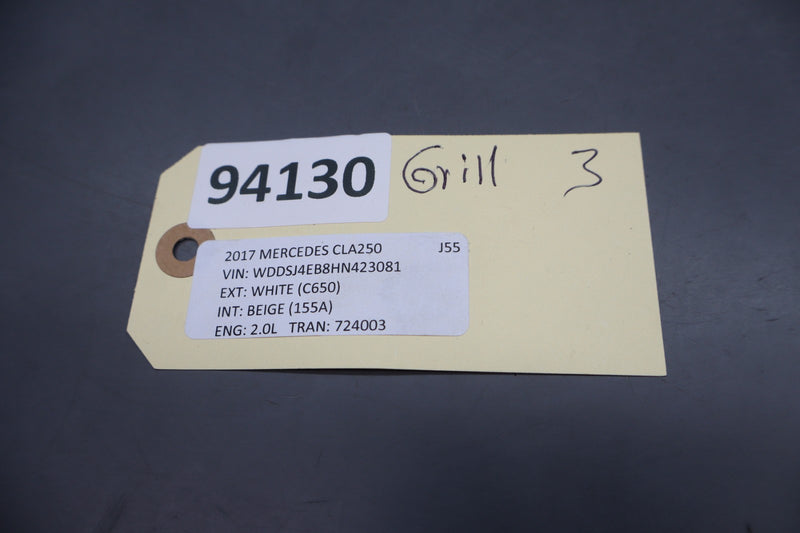 94130 Grill 3
2017 MERCEDES CLA250 J55
VIN: WDDSJ4EB8HN423081
EXT: WHITE (C650)
INT: BEIGE (155A)
ENG: 2.0L TRAN: 724003